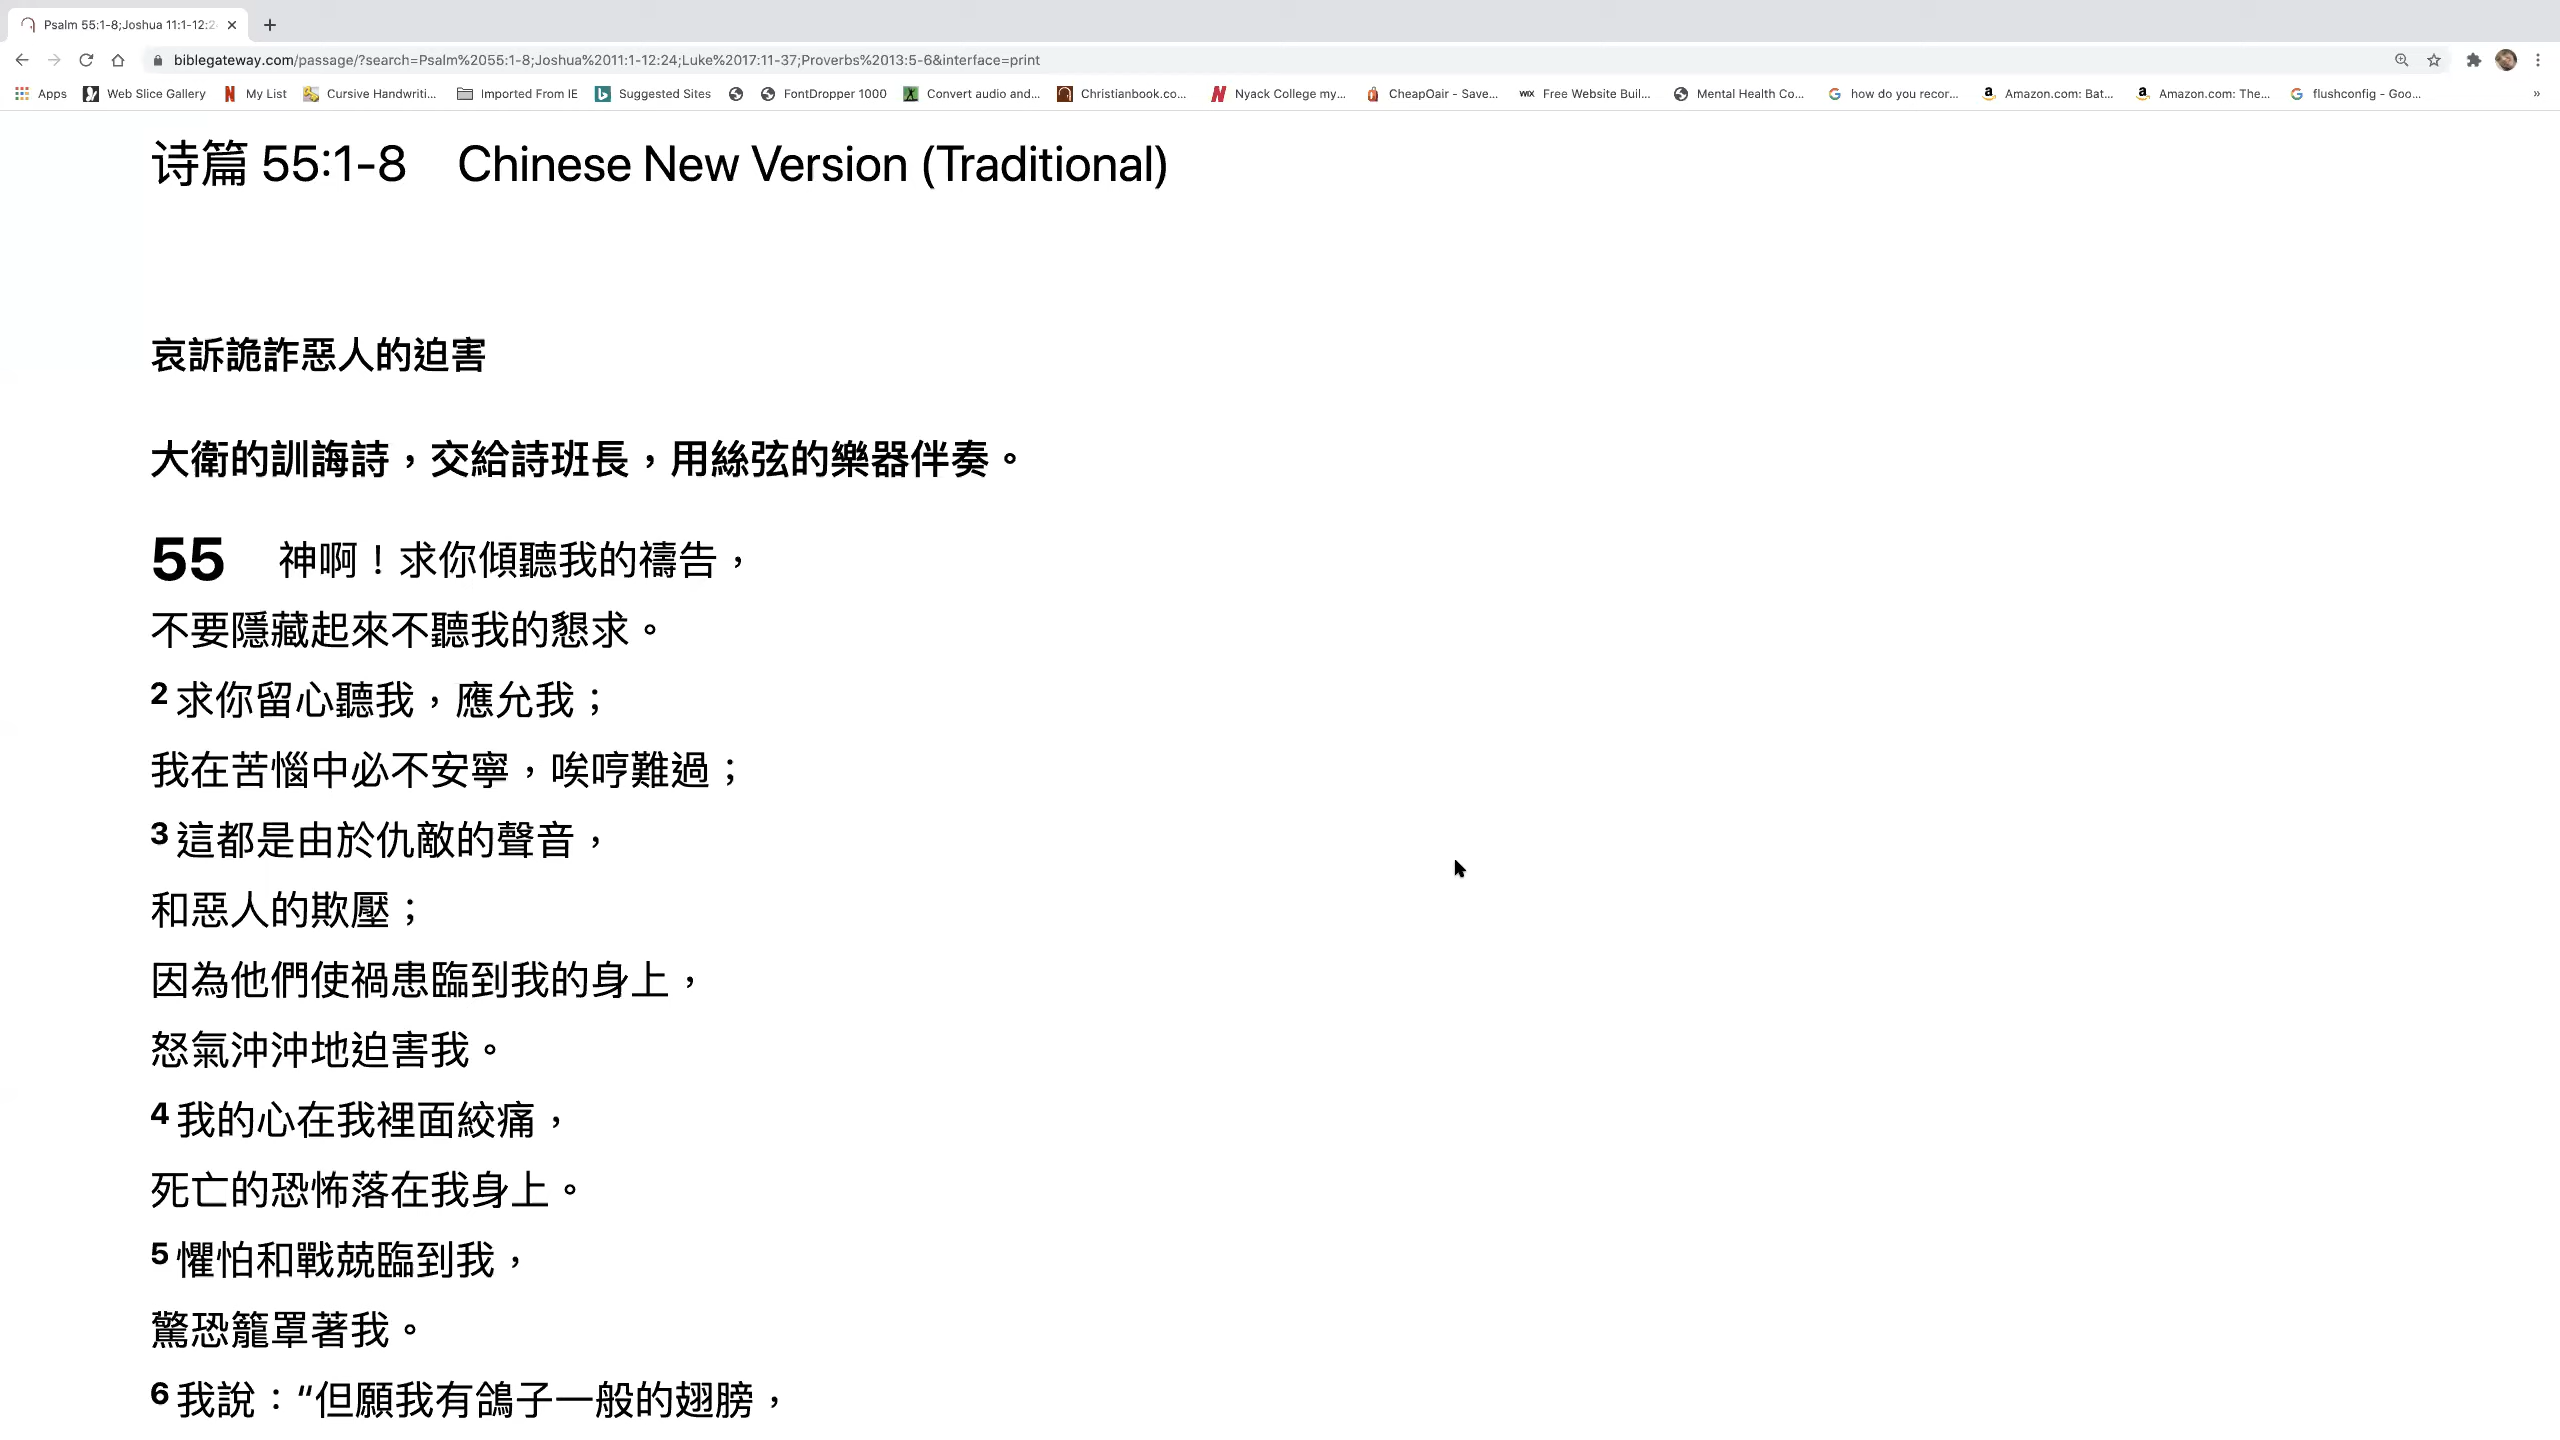 Psalm 55:1-8;Joshua 11:1-12:2
biblegateway.com/passage/?search=Psalm%2055:1-8;Joshua%2011:1-12:24;Luke%2017:11-37;Proverbs%2013:5-6&interface=print
Apps Web Slice Gallery My List Cursive Handwriti... Imported From IE Suggested Sites FontDropper 1000 Convert audio and... Christianbook.co... Nyack College my... CheapOair - Save... Free Website Buil... Mental Health Co... how do you recor... Amazon.com: Bat... Amazon.com: The... flushconfig - Goo... »
诗篇 55:1-8 Chinese New Version (Traditional)
哀訴詭詐惡人的迫害
大衛的訓誨詩，交給詩班長，用絲弦的樂器伴奏。
55 神啊！求你傾聽我的禱告，
不要隱藏起來不聽我的懇求。
2 求你留心聽我，應允我；
我在苦惱中必不安寧，唉哼難過；
3 這都是由於仇敵的聲音，
和惡人的欺壓；
因為他們使禍患臨到我的身上，
怒氣沖沖地迫害我。
4 我的心在我裡面絞痛，
死亡的恐怖落在我身上。
5 懼怕和戰兢臨到我，
驚恐籠罩著我。
6 我說：“但願我有鴿子一般的翅膀，